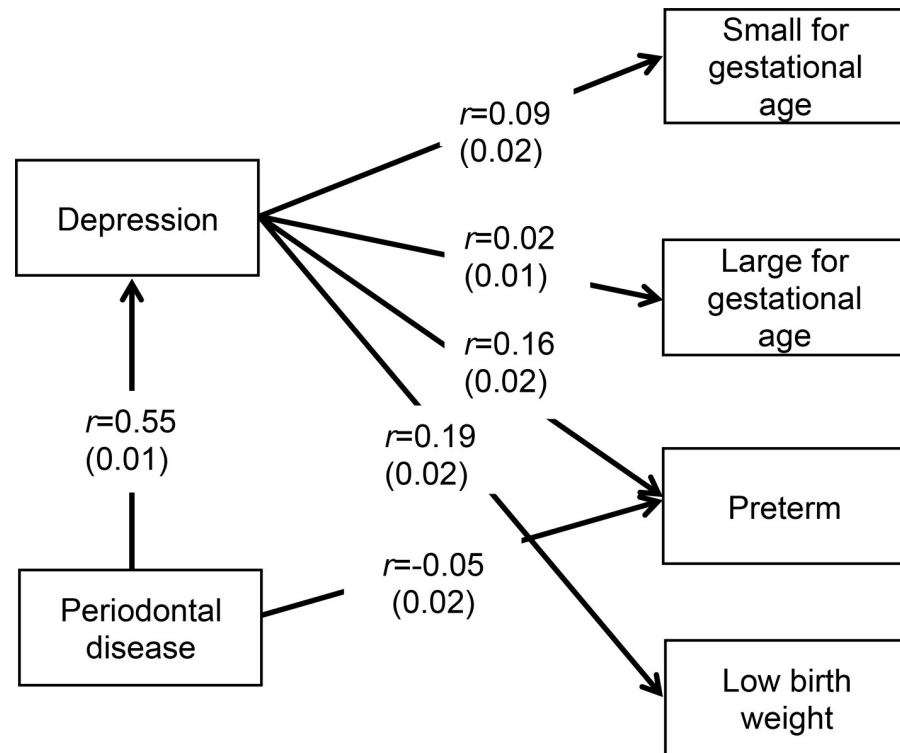 Small for
gestational
age
r=0.09
(0.02)
Depression
r=0.02
(0.01)
Large for
gestational
age
r=0.16
(0.02)
r=0.55
(0.01)
r=0.19
(0.02)
Preterm
r=-0.05
(0.02)
Periodontal
disease
Low birth
weight